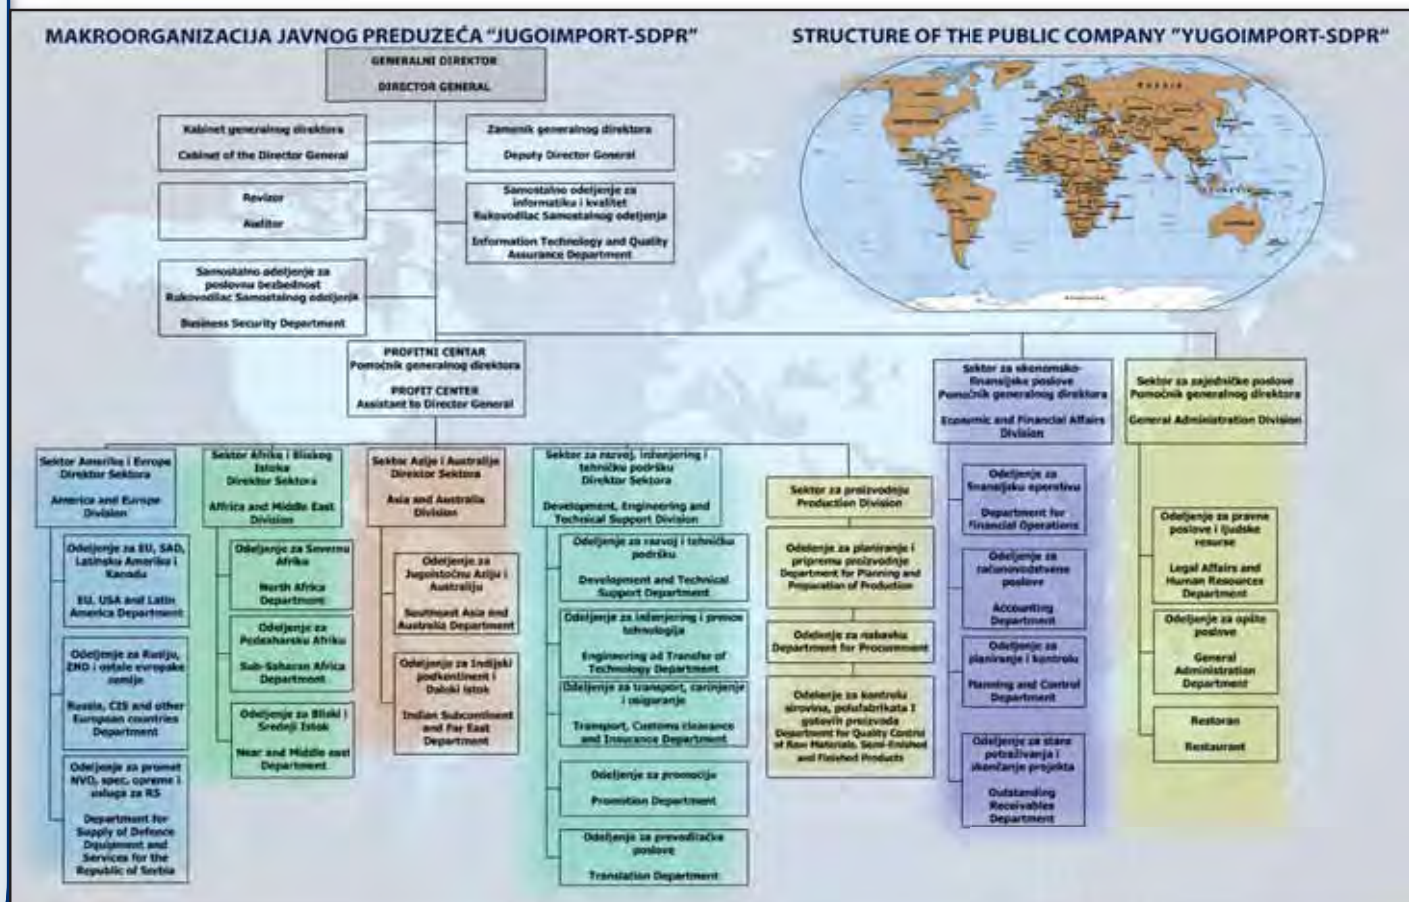 MAKROORGANIZACIJA JAVNOG PREDUZEĆA "JUGOIMPORT-SDPR"
STRUCTURE OF THE PUBLIC COMPANY "YUGOIMPORT-SDPR"
GENERALNI DIREKTOR
DIRECTOR GENERAL
Kabinet generalnog direktora
Cabinet of the Director General
Zamenik generalnog direktora
Deputy Director General
Revizor
Auditor
Samostalno odeljenje za
informatiku i kvalitet
Rukovodilac Samostalnog odeljenja
Information Technology and Quality
Assurance Department
Samostalno odeljenje za
poslovnu bezbednost
Rukovodilac Samostalnog odeljenja
Business Security Department
PROFITNI CENTAR
Pomoćnik generalnog direktora
PROFIT CENTER
Assistant to Director General
Sektor za ekonomsko-
finansijske poslove
Pomoćnik generalnog direktora
Economic and Financial Affairs
Division
Sektor za zajedničke poslove
Pomoćnik generalnog direktora
General Administration Division
Sektor Amerike i Evrope
Direktor Sektora
America and Europe
Division
Odeljenje za EU, SAD,
Latinsku Ameriku i
Kanadu
EU, USA and Latin
America Department
Odeljenje za Rusiju,
ZND i ostale evropske
zemlje
Russia, CIS and other
European countries
Department
Odeljenje za promet
NVO, spec. opreme i
usluga za RS
Department for
Supply of Defence
Equipment and
Services for the
Republic of Serbia
Sektor Afrike i Bliskog
Istoka
Direktor Sektora
Affrica and Middle East
Division
Odeljenje za Severnu
Afriku
North Africa
Department
Odeljenje za
Podsaharsku Afriku
Sub-Saharan Africa
Department
Odeljenje za Bliski i
Srednji Istok
Near and Middle east
Department
Sektor Azije i Australije
Direktor Sektora
Asia and Australia
Division
Odeljenje za
Jugoistočnu Aziju i
Australiju
Southeast Asia and
Australia Department
Odeljenje za Indijski
podkontinent i
Daleki Istok
Indian Subcontinent
and Far East
Department
Sektor za razvoj, inženjering i
tehničku podršku
Direktor Sektora
Development, Engineering and
Technical Support Division
Odeljenje za razvoj i tehničku
podršku
Development and Technical
Support Department
Odeljenje za inženjering i prenos
tehnologija
Engineering ad Transfer of
Technology Department
Odeljenje za transport, carinjenje
i osiguranje
Transport, Customs clearance
and Insurance Department
Odeljenje za promociju
Promotion Department
Odeljenje za prevodilačke
poslove
Translation Department
Sektor za proizvodnju
Production Division
Odelenje za planiranje i
pripremu proizvodnje
Department for Planning and
Preparation of Production
Odelenje za nabavku
Department for Procurement
Odelenje za kontrolu
sirovina, polufabrikata I
gotovih proizvoda
Department for Quality Control
of Raw Materials, Semi-finished
and Finished Products
Odeljenje za
finansijsku operativu
Department for
Financial Operations
Odeljenje za
računovodstvene
poslove
Accounting
Department
Odeljenje za
planiranje i kontrolu
Planning and Control
Department
Odeljenje za stara
potraživanja i
okončanje projekta
Outstanding
Receivables
Department
Odeljenje za pravne
poslove i ljudske
resurse
Legal Affairs and
Human Resources
Department
Odeljenje za opšte
poslove
General
Administration
Department
Restoran
Restaurant